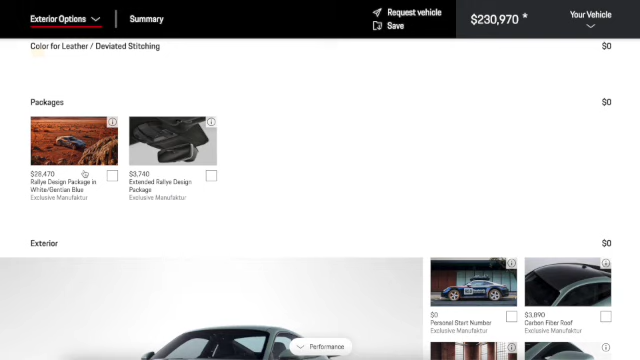 Exterior Options
Summary
Request vehicle
Save
$230,970 *
Your Vehicle
Color for Leather / Deviated Stitching
$0
Packages
$0
$28,470
Rallye Design Package in
White/Gentian Blue
Exclusive Manufaktur
$3,740
Extended Rallye Design
Package
Exclusive Manufaktur
Exterior
$0
$0
Personal Start Number
$3,890
Carbon Fiber Roof
Performance